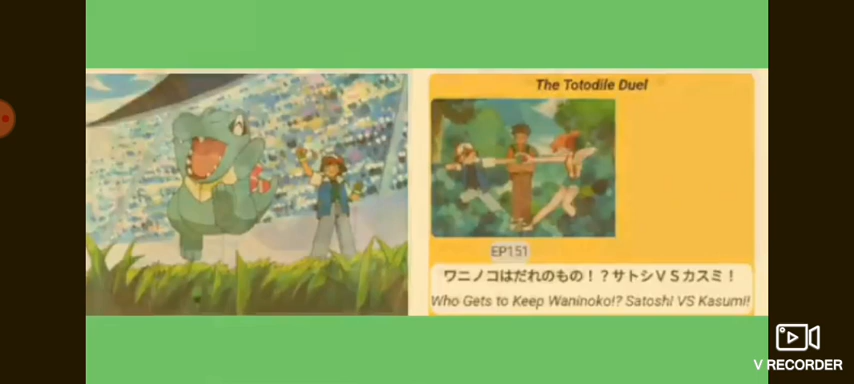 The Totodile Duel
EP151
ワニノコはだれのもの！？サトシＶＳカスミ！
Who Gets to Keep Waninoko!? Satoshi VS Kasumi!
V RECORDER